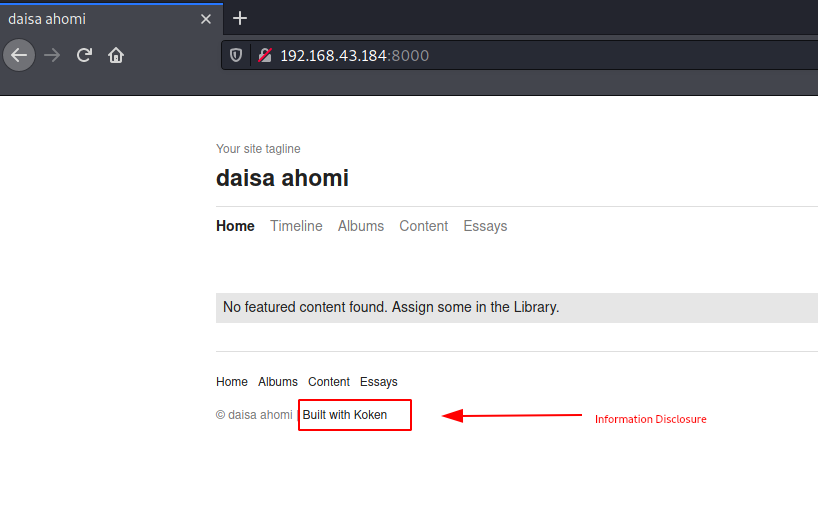 daisa ahomi
192.168.43.184:8000
Your site tagline
daisa ahomi
Home Timeline Albums Content Essays
No featured content found. Assign some in the Library.
Home Albums Content Essays
© daisa ahomi | Built with Koken
Information Disclosure